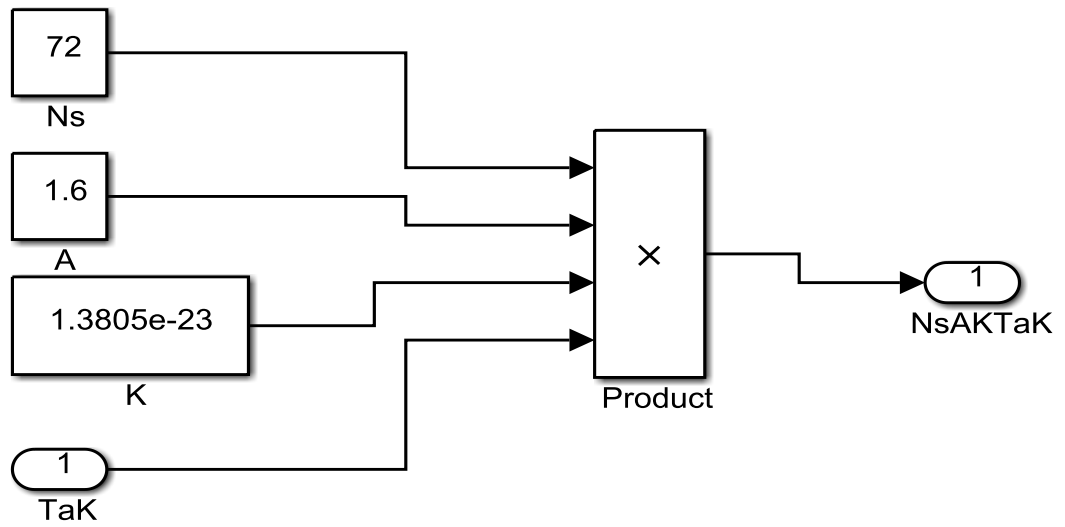 72
Ns
1.6
A
1.3805e-23
K
1
TaK
×
Product
1
NsAKTaK